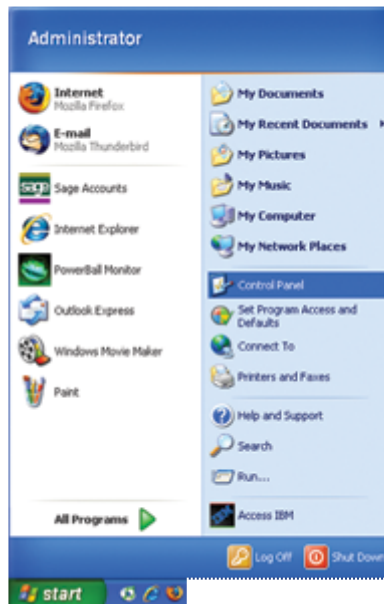 Administrator
Internet
Mozilla Firefox
E-mail
Mozilla Thunderbird
Sage Accounts
Internet Explorer
PowerBall Monitor
Outlook Express
Windows Movie Maker
Paint
All Programs
My Documents
My Recent Documents
My Pictures
My Music
My Computer
My Network Places
Control Panel
Set Program Access and
Defaults
Connect To
Printers and Faxes
Help and Support
Search
Run...
Access IBM
Log Off
Shut Down
start